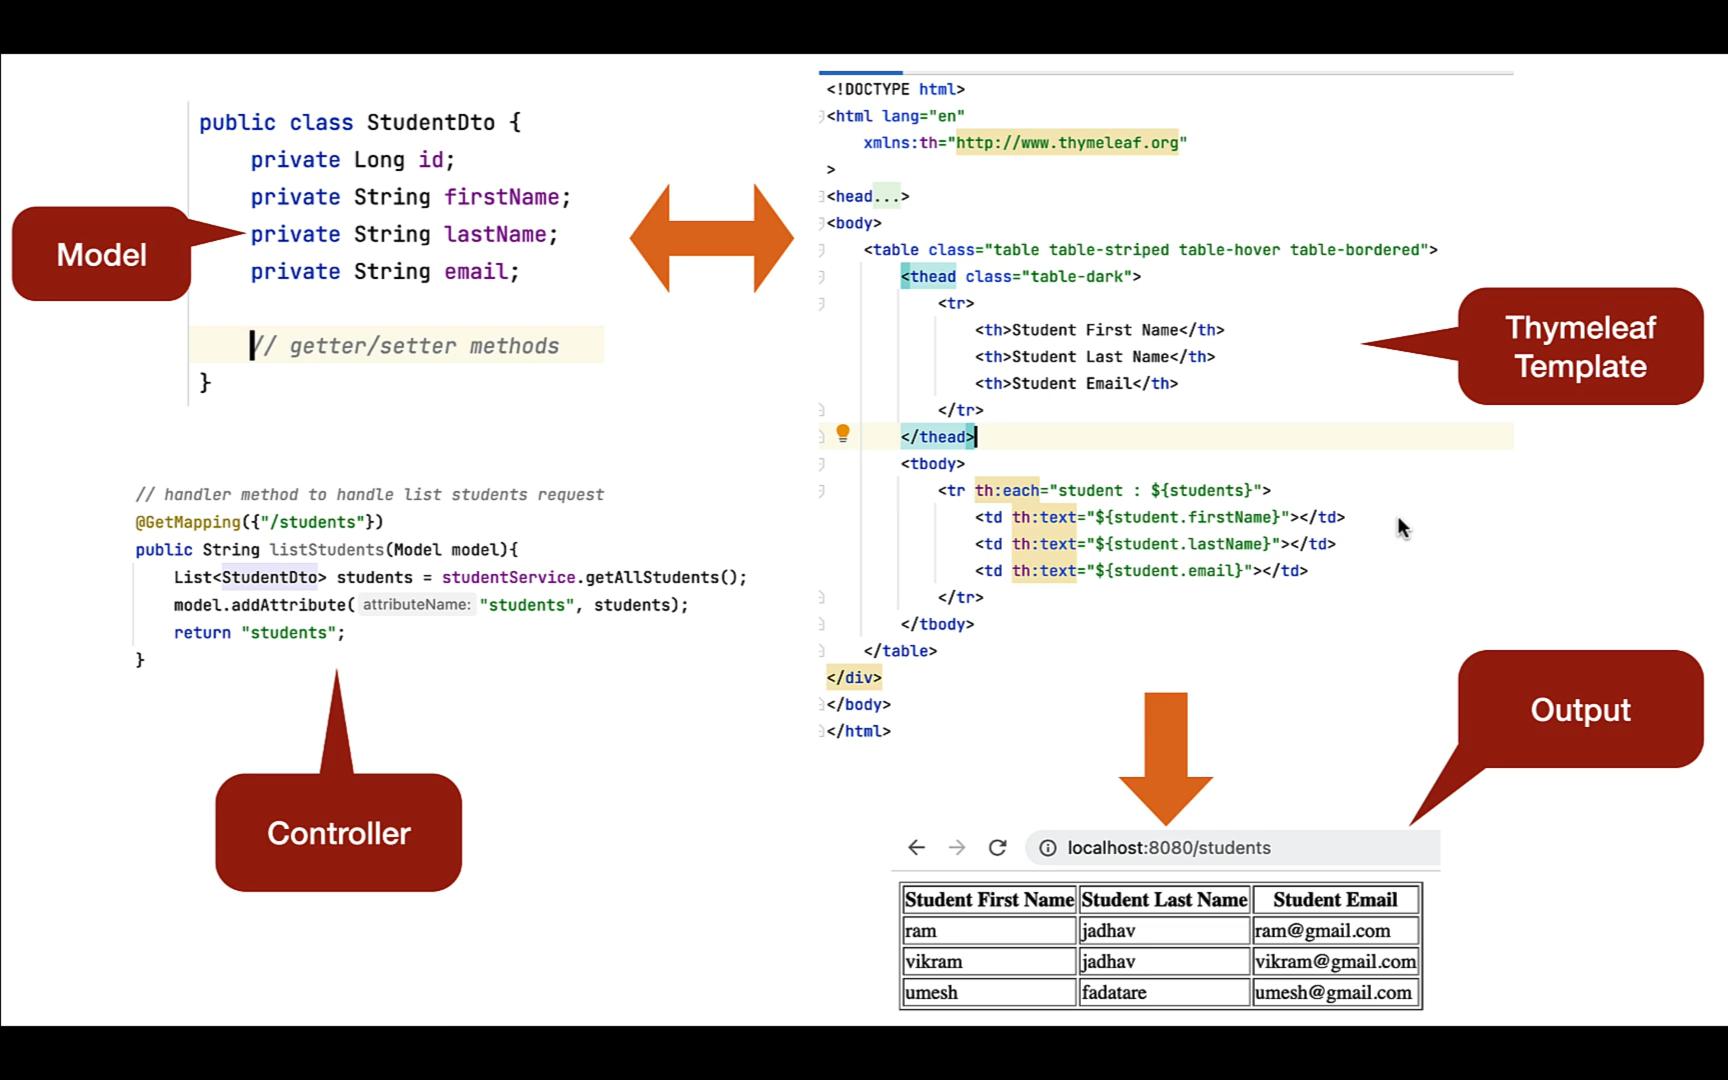 public class StudentDto {
private Long id;
private String firstName;
private String lastName;
private String email;
// getter/setter methods
}
Model
// handler method to handle list students request
@GetMapping({"/students"})
public String listStudents(Model model){
List<StudentDto> students = studentService.getAllStudents();
model.addAttribute( attributeName: "students", students);
return "students";
}
Controller
<!DOCTYPE html>
<html lang="en"
xmlns:th="http://www.thymeleaf.org"
>
<head...>
<body>
<table class="table table-striped table-hover table-bordered">
<thead class="table-dark">
<tr>
<th>Student First Name</th>
<th>Student Last Name</th>
<th>Student Email</th>
</tr>
</thead>
<tbody>
<tr th:each="student : ${students}">
<td th:text="${student.firstName}"></td>
<td th:text="${student.lastName}"></td>
<td th:text="${student.email}"></td>
</tr>
</tbody>
</table>
</div>
</body>
</html>
Thymeleaf
Template
Output
localhost:8080/students
Student First Name Student Last Name Student Email
ram jadhav ram@gmail.com
vikram jadhav vikram@gmail.com
umesh fadatare umesh@gmail.com